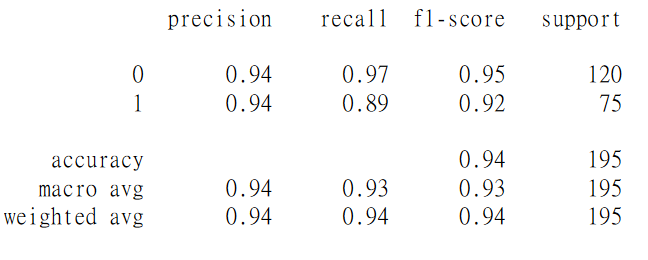 precision recall f1-score support
0 0.94 0.97 0.95 120
1 0.94 0.89 0.92 75
accuracy 0.94 195
macro avg 0.94 0.93 0.93 195
weighted avg 0.94 0.94 0.94 195